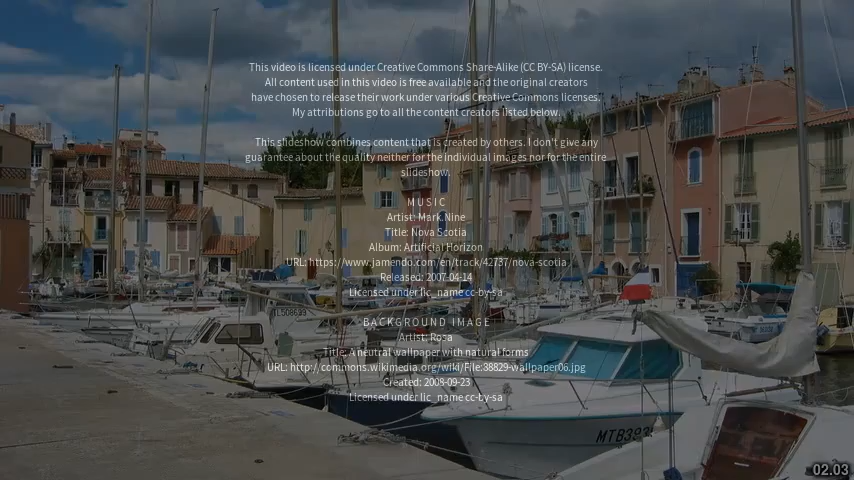 This video is licensed under Creative Commons Share-Alike (CC BY-SA) license.
All content used in this video is free available and the original creators
have chosen to release their work under various Creative Commons licenses.
My attributions go to all content creators listed below.
This slideshow combines content that is created by others. I don't give any
guarantee about the quality neither for the individual images nor for the entire
slideshow.
MUSIC
Artist: Mark.Nine
Title: Nova Scotia
Album: Artificial Horizon
URL: https://www.jamendo.com/en/track/42737/nova-scotia
Released: 2007-04-14
Licensed under lic_name cc-by-sa
BACKGROUND IMAGE
Artist: Rosa
Title: A neutral wallpaper with natural forms
URL: http://commons.wikimedia.org/wiki/File:38829-wallpaper06.jpg
Created: 2008-09-23
Licensed under lic_name cc-by-sa
02.03